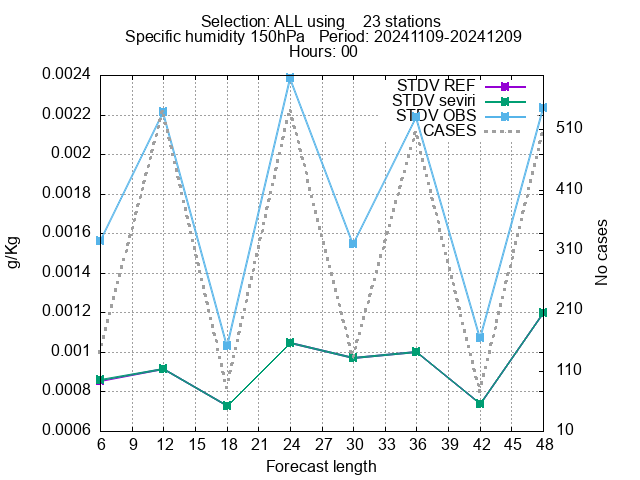 Selection: ALL using 23 stations
Specific humidity 150hPa Period: 20241109-20241209
Hours: 00
STDV REF
STDV seviri
STDV OBS
CASES
0.0024
0.0022
0.002
0.0018
0.0016
0.0014
0.0012
0.001
0.0008
0.0006
g/Kg
510
410
310
210
110
10
No cases
6 9 12 15 18 21 24 27 30 33 36 39 42 45 48
Forecast length